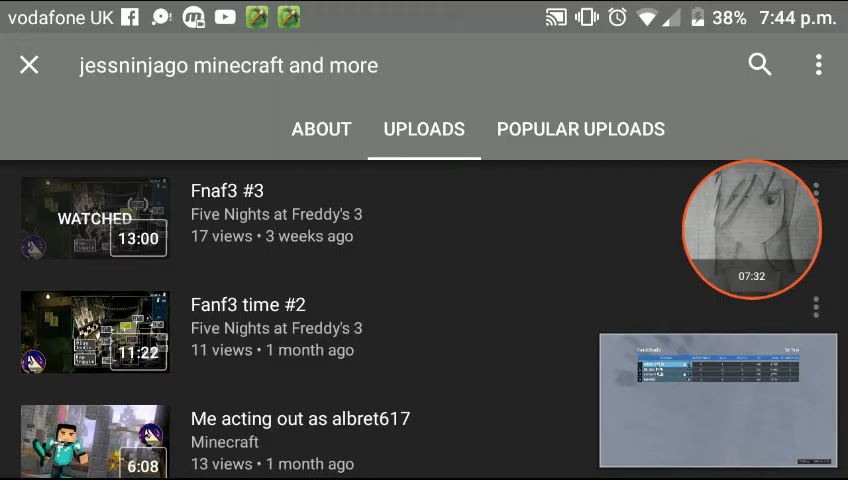 vodafone UK 38% 7:44 p.m.
jessninjago minecraft and more
ABOUT UPLOADS POPULAR UPLOADS
Fnaf3 #3
WATCHED
Five Nights at Freddy's 3
13:00
17 views • 3 weeks ago
07:32
Fanf3 time #2
Five Nights at Freddy's 3
11:22
11 views • 1 month ago
Me acting out as albret617
Minecraft
6:08
13 views • 1 month ago